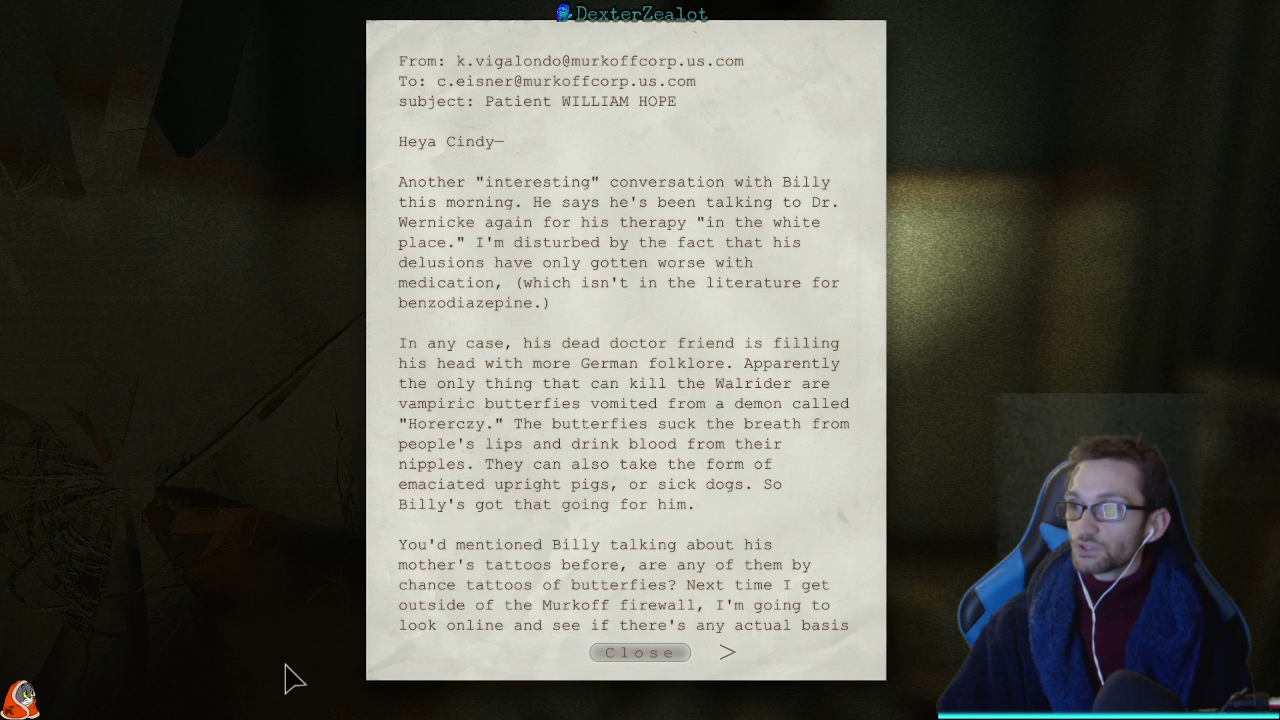 DexterZealot
From: k.vigalondo@murkoffcorp.us.com
To: c.eisner@murkoffcorp.us.com
subject: Patient WILLIAM HOPE
Heya Cindy—
Another "interesting" conversation with Billy
this morning. He says he's been talking to Dr.
Wernicke again for his therapy "in the white
place." I'm disturbed by the fact that his
delusions have only gotten worse with
medication, (which isn't in the literature for
benzodiazepine.)
In any case, his dead doctor friend is filling
his head with more German folklore. Apparently
the only thing that can kill the Walrider are
vampiric butterfies vomited from a demon called
"Horerczy." The butterfies suck the breath from
people's lips and drink blood from their
nipples. They can also take the form of
emaciated upright pigs, or sick dogs. So
Billy's got that going for him.
You'd mentioned Billy talking about his
mother's tattoos before, are any of them by
chance tattoos of butterfies? Next time I get
outside of the Murkoff firewall, I'm going to
look online and see if there's any actual basis
Close >